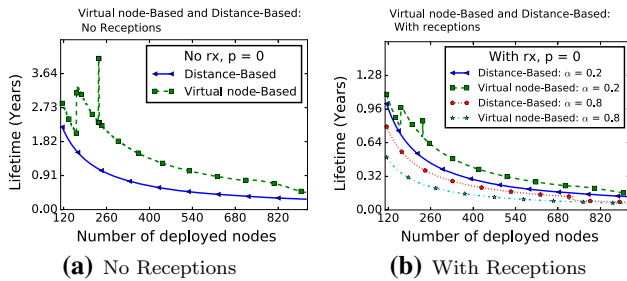 Virtual node-Based and Distance-Based:
No Receptions
No rx, p = 0
Distance-Based
Virtual node-Based
Lifetime (Years)
3.64
2.73
1.82
0.91
0.00
120 260 400 540 680 820
Number of deployed nodes
(a) No Receptions
Virtual node-Based and Distance-Based:
With receptions
With rx, p = 0
Distance-Based: α = 0.2
Virtual node-Based: α = 0.2
Distance-Based: α = 0.8
Virtual node-Based: α = 0.8
Lifetime (Years)
1.28
0.96
0.64
0.32
0.00
120 260 400 540 680 820
Number of deployed nodes
(b) With Receptions